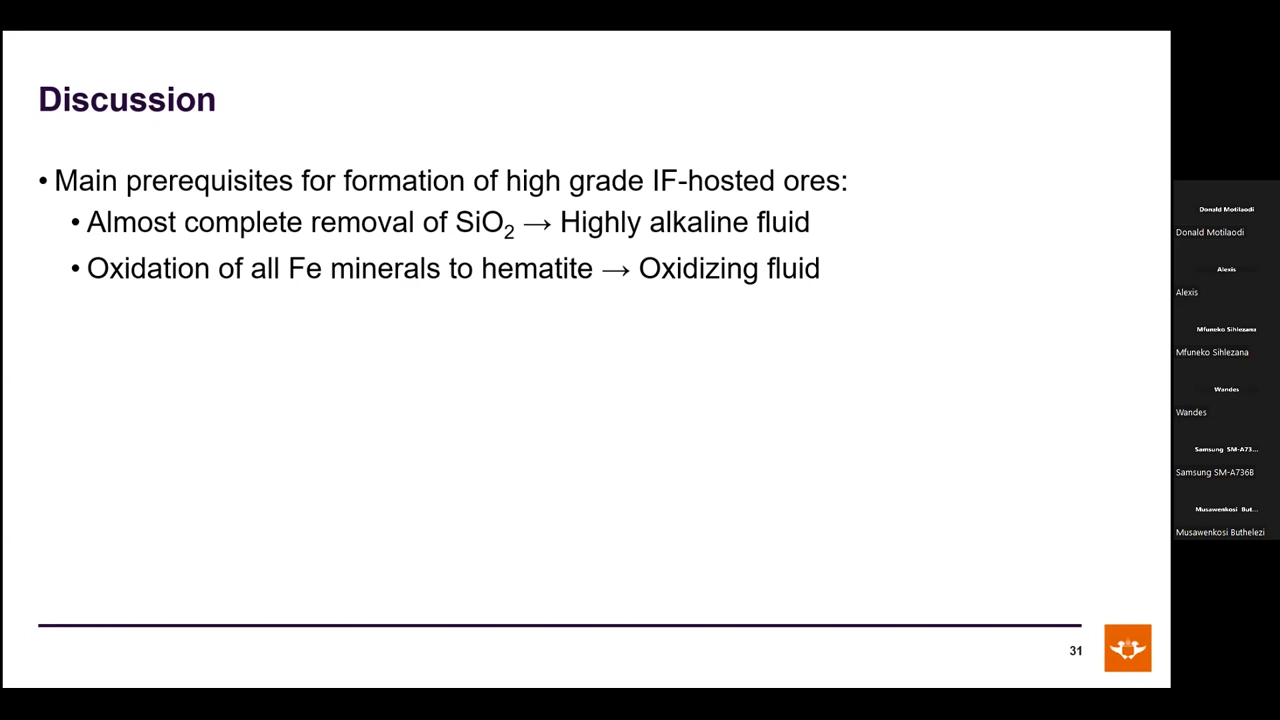 Discussion
• Main prerequisites for formation of high grade IF-hosted ores:
• Almost complete removal of SiO₂ → Highly alkaline fluid
• Oxidation of all Fe minerals to hematite → Oxidizing fluid
31
Donald Motilaodi
Donald Motilaodi
Alexis
Alexis
Mfuneko Sihlezana
Mfuneko Sihlezana
Wandes
Wandes
Samsung SM-A73...
Samsung SM-A736B
Musawenkosi But...
Musawenkosi Buthelezi